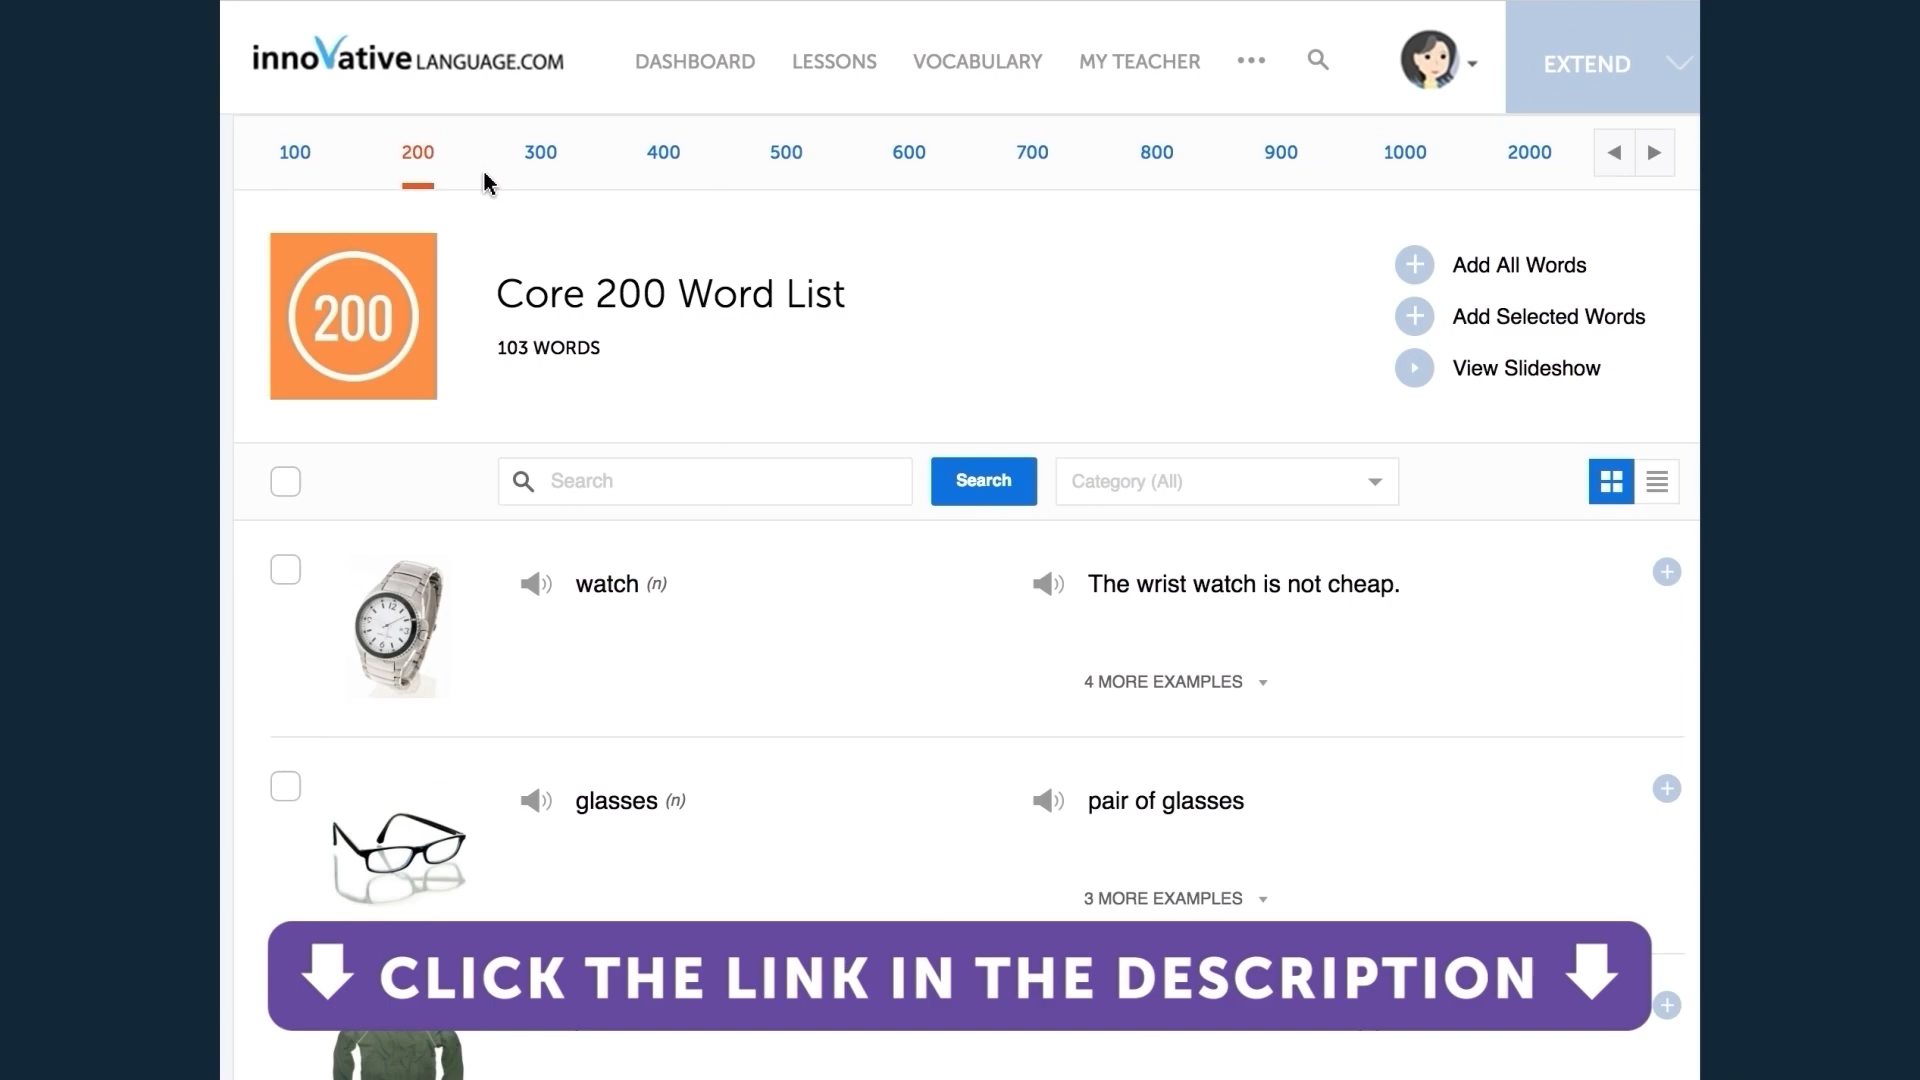 innoVative LANGUAGE.COM
DASHBOARD LESSONS VOCABULARY MY TEACHER EXTEND
100 200 300 400 500 600 700 800 900 1000 2000
200
Core 200 Word List
103 WORDS
Add All Words
Add Selected Words
View Slideshow
Search Search Category (All)
watch (n) The wrist watch is not cheap.
4 MORE EXAMPLES
glasses (n) pair of glasses
3 MORE EXAMPLES
CLICK THE LINK IN THE DESCRIPTION